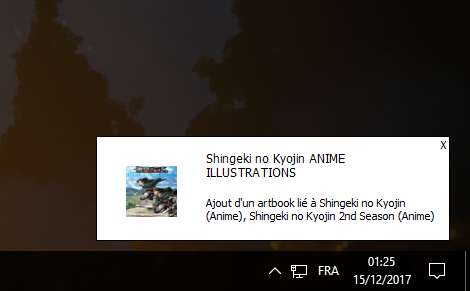 X
Shingeki no Kyojin ANIME
ILLUSTRATIONS
Ajout d'un artbook lié à Shingeki no Kyojin
(Anime), Shingeki no Kyojin 2nd Season (Anime)
FRA
01:25
15/12/2017